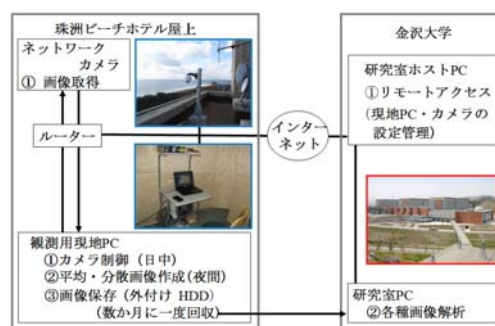 珠洲ビーチホテル屋上
ネットワーク
カメラ
① 画像取得
ルーター
観測用現地PC
①カメラ制御（日中）
②平均・分散画像作成(夜間)
③画像保存（外付け HDD）
(数か月に一度回収)
インター
ネット
金沢大学
研究室ホストPC
①リモートアクセス
(現地PC・カメラの
設定管理)
研究室PC
②各種画像解析